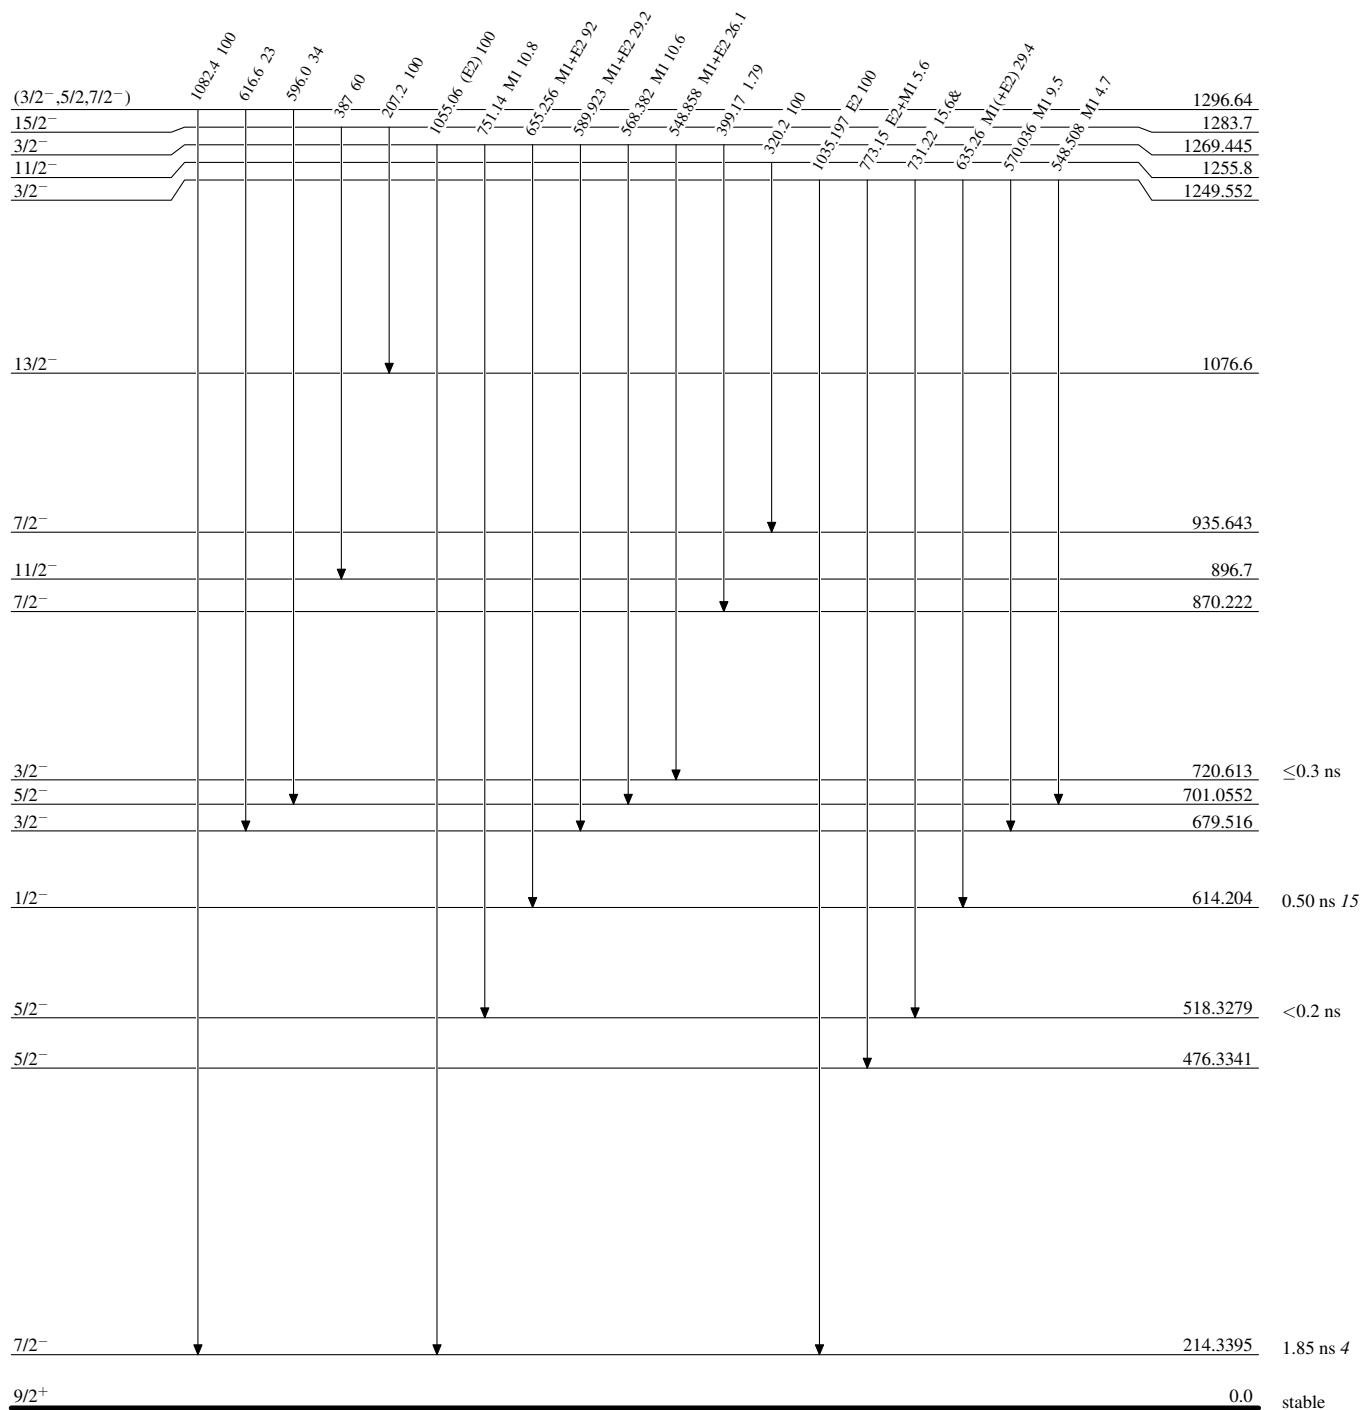 1082.4 100
616.6 23
596.0 34
387 60
207.2 100
1055.06 (E2) 100
751.14 M1 10.8
655.256 M1+E2 92
589.923 M1+E2 29.2
568.382 M1 10.6
548.858 M1+E2 26.1
399.17 1.79
320.2 100
1035.197 E2 100
773.15 E2+M1 5.6
731.22 15.6&
635.26 M1(+E2) 29.4
570.036 M1 9.5
548.508 M1 4.7
(3/2−,5/2,7/2−) 1296.64
15/2− 1283.7
3/2− 1269.445
11/2− 1255.8
3/2− 1249.552
13/2− 1076.6
7/2− 935.643
11/2− 896.7
7/2− 870.222
3/2− 720.613 ≤0.3 ns
5/2− 701.0552
3/2− 679.516
1/2− 614.204 0.50 ns 15
5/2− 518.3279 <0.2 ns
5/2− 476.3341
7/2− 214.3395 1.85 ns 4
9/2+ 0.0 stable